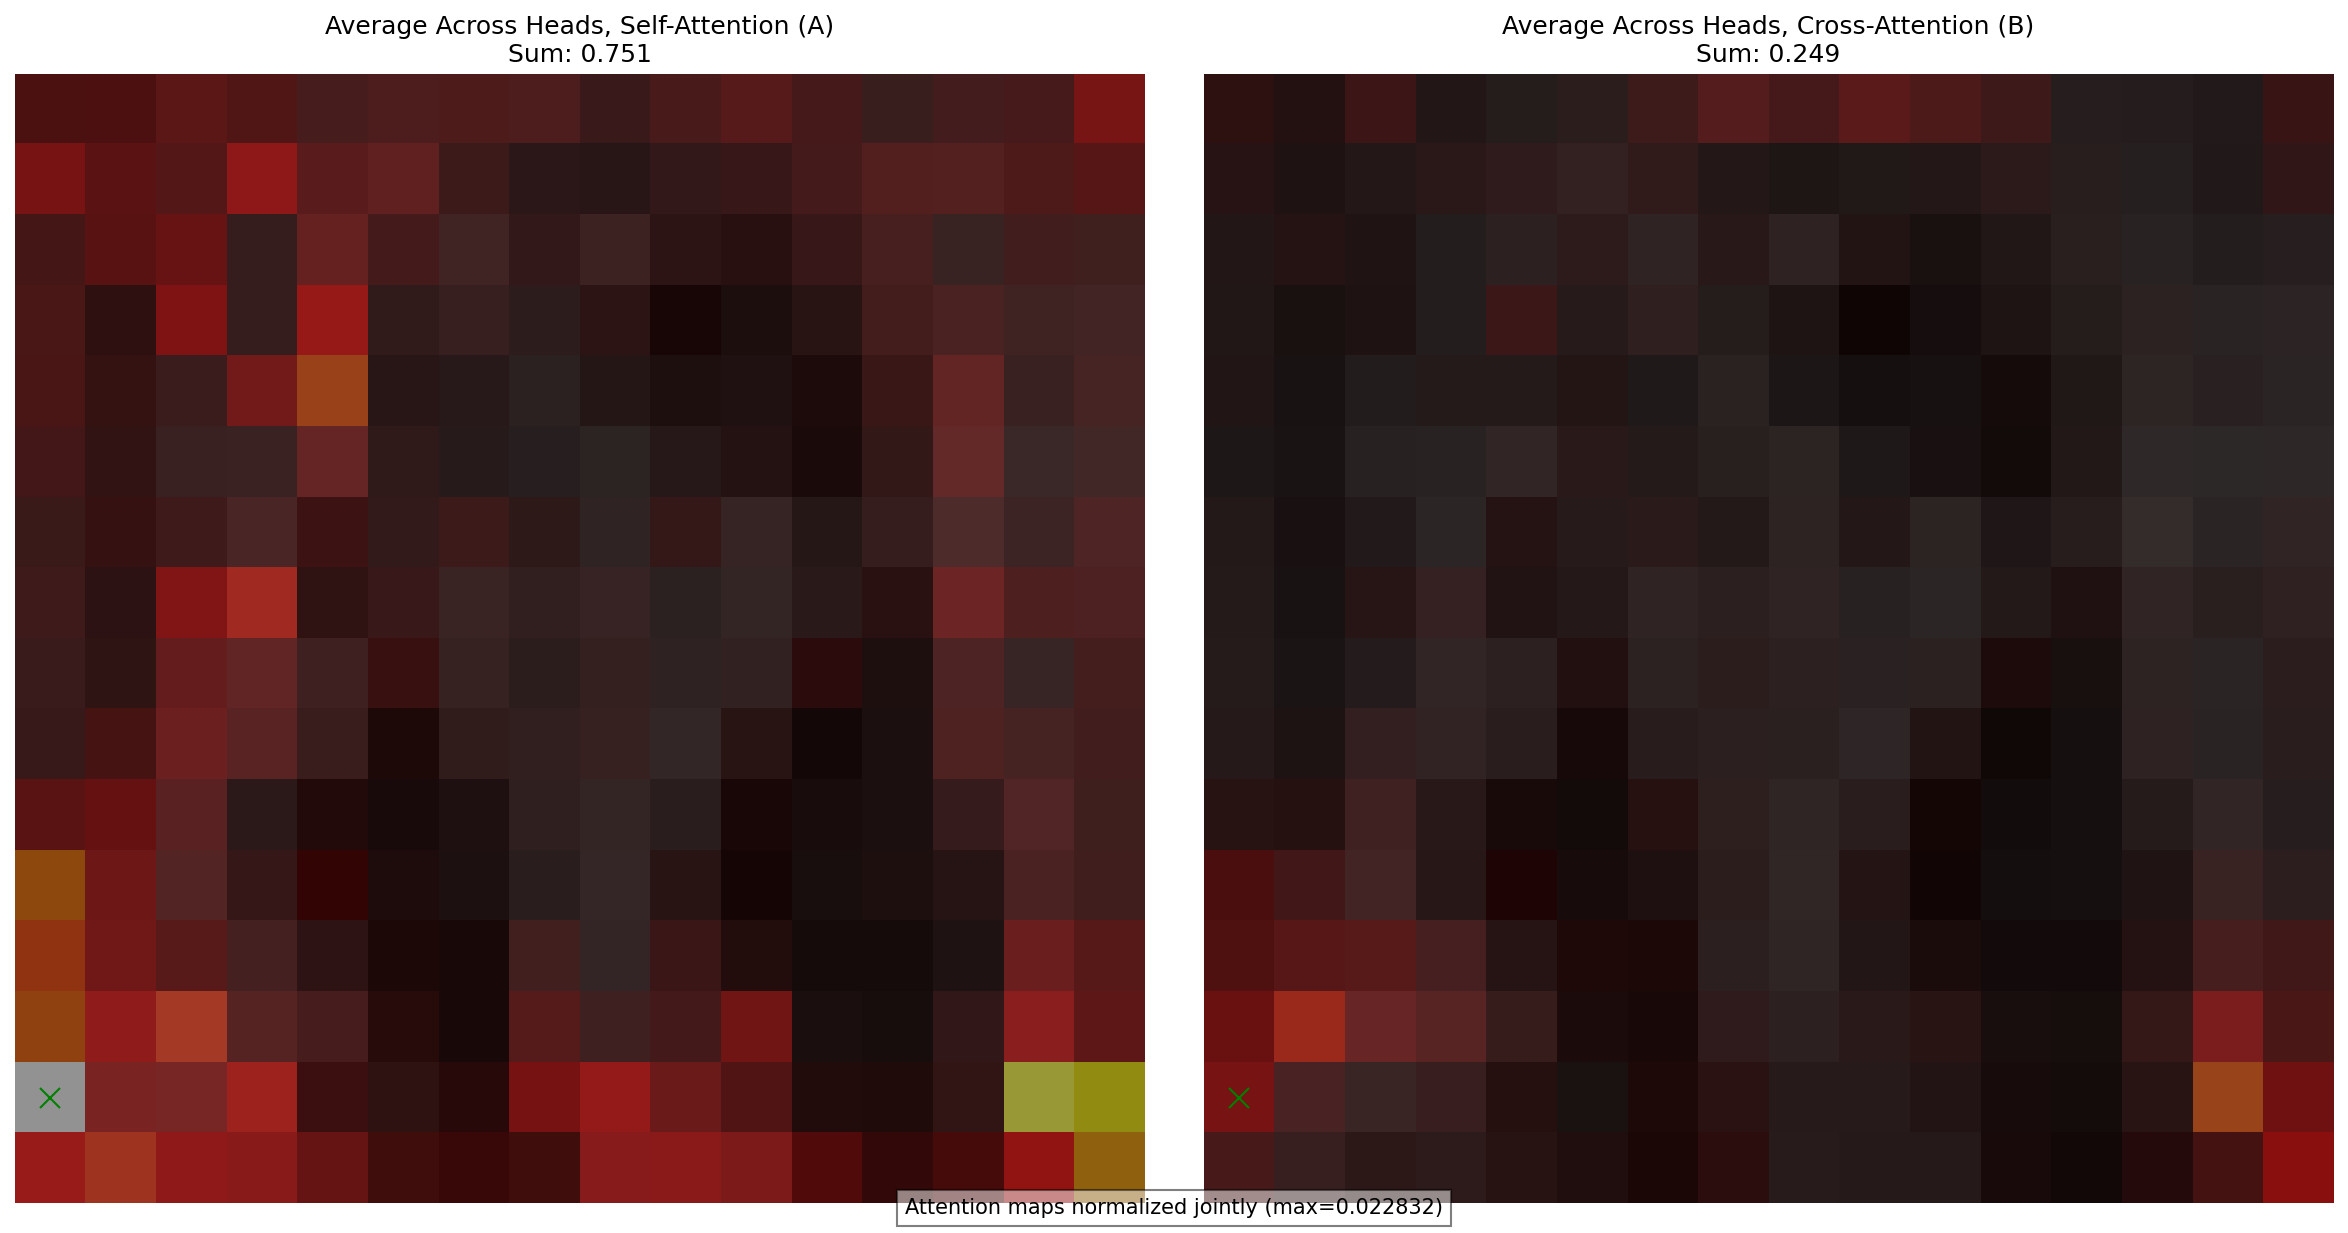 Average Across Heads, Self-Attention (A)
Sum: 0.751
Average Across Heads, Cross-Attention (B)
Sum: 0.249
Attention maps normalized jointly (max=0.022832)